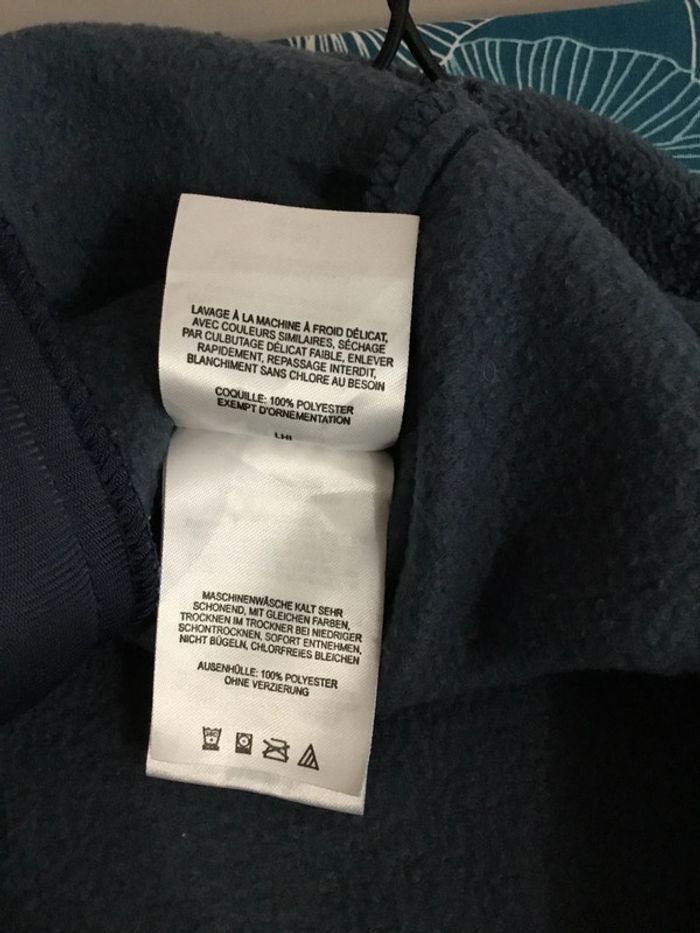 LAVAGE À LA MACHINE À FROID DÉLICAT,
AVEC COULEURS SIMILAIRES, SÉCHAGE
PAR CULBUTAGE DÉLICAT FAIBLE, ENLEVER
RAPIDEMENT, REPASSAGE INTERDIT,
BLANCHIMENT SANS CHLORE AU BESOIN
COQUILLE: 100% POLYESTER
EXEMPT D'ORNEMENTATION
MASCHINENWÄSCHE KALT SEHR
SCHONEND, MIT GLEICHEN FARBEN,
TROCKNEN IM TROCKNER BEI NIEDRIGER
SCHONTROCKNEN, SOFORT ENTNEHMEN,
NICHT BÜGELN, CHLORFREIES BLEICHEN
AUßENHÜLLE: 100% POLYESTER
OHNE VERZIERUNG